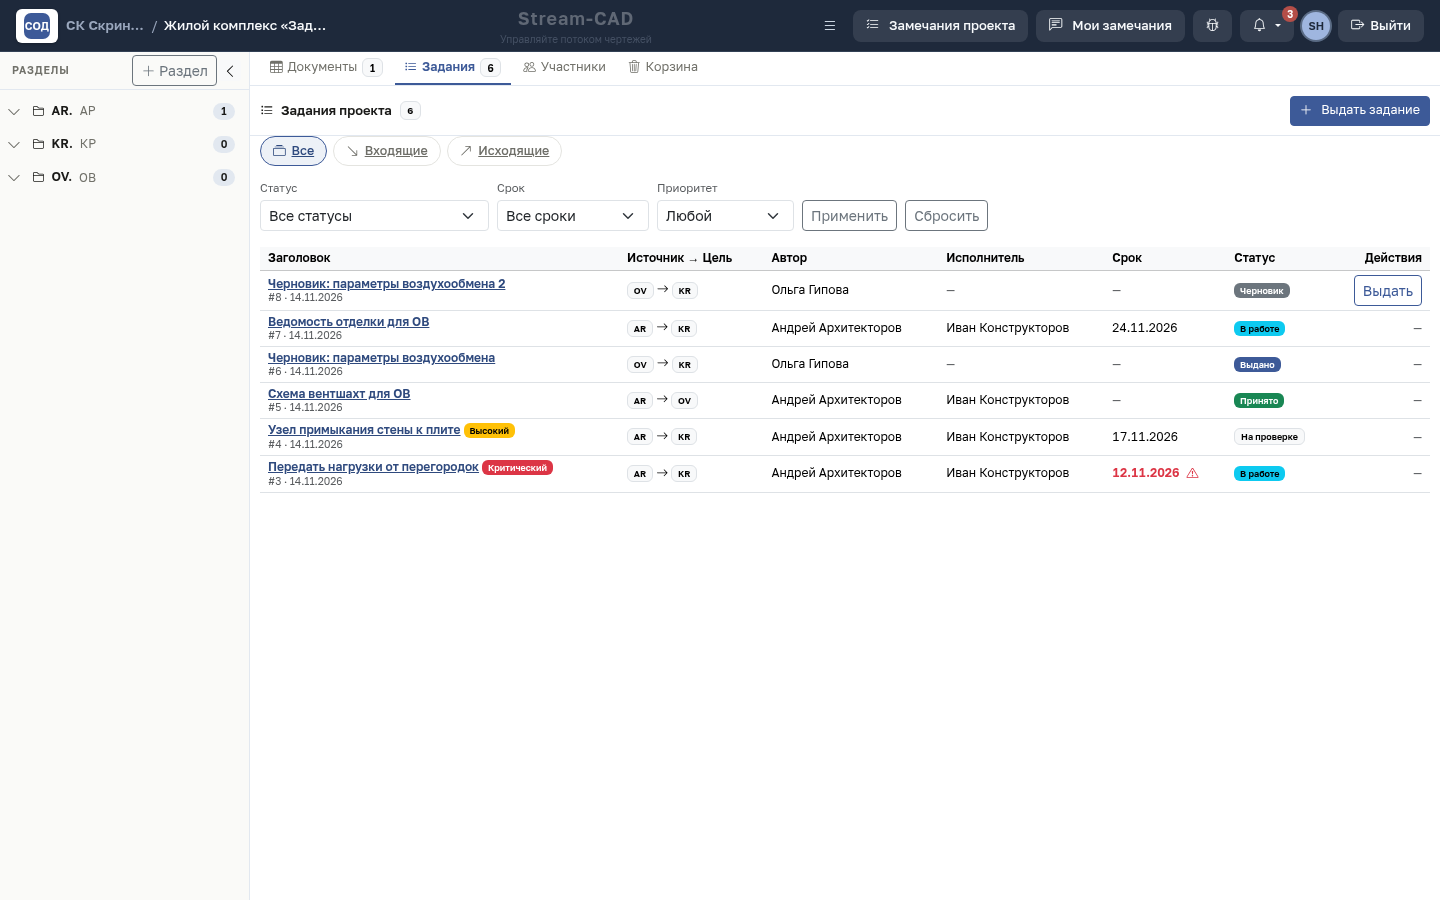 СОД СК Скрин... / Жилой комплекс «Зад... Stream-CAD Замечания проекта Мои замечания 3 SH Выйти
Управляйте потоком чертежей
РАЗДЕЛЫ Раздел
AR. АР 1
KR. КР 0
OV. ОВ 0
Документы 1 Задания 6 Участники Корзина
Задания проекта 6 Выдать задание
Все Входящие Исходящие
Статус Срок Приоритет
Все статусы Все сроки Любой Применить Сбросить
Заголовок Источник → Цель Автор Исполнитель Срок Статус Действия
Черновик: параметры воздухообмена 2
#8 · 14.11.2026
OV → KR Ольга Гипова — — Черновик Выдать
Ведомость отделки для ОВ
#7 · 14.11.2026
AR → KR Андрей Архитекторов Иван Конструкторов 24.11.2026 В работе —
Черновик: параметры воздухообмена
#6 · 14.11.2026
OV → KR Ольга Гипова — — Выдано —
Схема вентшахт для ОВ
#5 · 14.11.2026
AR → OV Андрей Архитекторов Иван Конструкторов — Принято —
Узел примыкания стены к плите Высокий
#4 · 14.11.2026
AR → KR Андрей Архитекторов Иван Конструкторов 17.11.2026 На проверке —
Передать нагрузки от перегородок Критический
#3 · 14.11.2026
AR → KR Андрей Архитекторов Иван Конструкторов 12.11.2026 В работе —